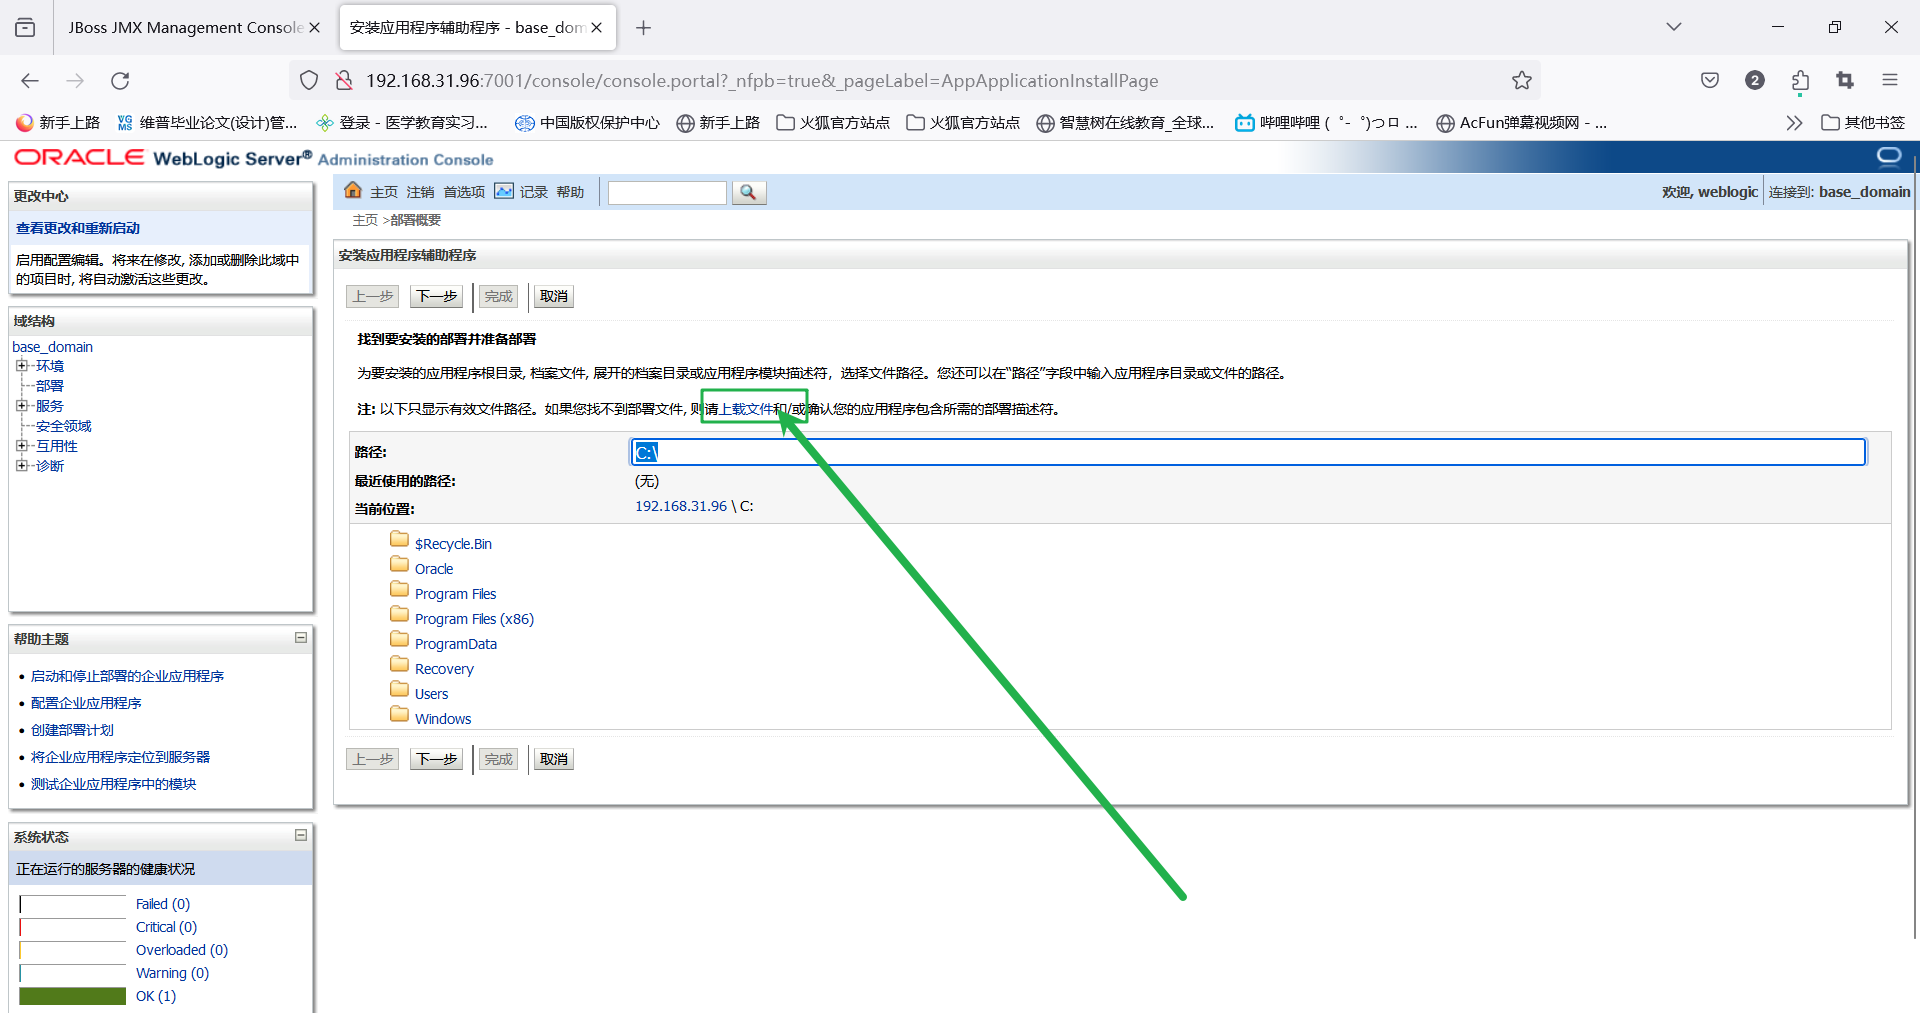 JBoss JMX Management Console
安装应用程序辅助程序 - base_dom
192.168.31.96:7001/console/console.portal?_nfpb=true&_pageLabel=AppApplicationInstallPage
2
新手上路
VG MS 维普毕业论文(设计)管...
登录 - 医学教育实习...
中国版权保护中心
新手上路
火狐官方站点
火狐官方站点
智慧树在线教育_全球...
哔哩哔哩 ( ゜- ゜)つロ ...
AcFun弹幕视频网 - ...
其他书签
ORACLE WebLogic Server® Administration Console
更改中心
查看更改和重新启动
启用配置编辑。将来在修改, 添加或删除此域中
的项目时, 将自动激活这些更改。
域结构
base_domain
环境
部署
服务
安全领域
互用性
诊断
帮助主题
启动和停止部署的企业应用程序
配置企业应用程序
创建部署计划
将企业应用程序定位到服务器
测试企业应用程序中的模块
系统状态
正在运行的服务器的健康状况
Failed (0)
Critical (0)
Overloaded (0)
Warning (0)
OK (1)
主页 注销 首选项 记录 帮助
欢迎, weblogic 连接到: base_domain
主页 >部署概要
安装应用程序辅助程序
上一步 下一步 完成 取消
找到要安装的部署并准备部署
为要安装的应用程序根目录, 档案文件, 展开的档案目录或应用程序模块描述符，选择文件路径。您还可以在“路径”字段中输入应用程序目录或文件的路径。
注: 以下只显示有效文件路径。如果您找不到部署文件, 则请上载文件和/或确认您的应用程序包含所需的部署描述符。
路径: C:\
最近使用的路径: (无)
当前位置: 192.168.31.96 \ C:
$Recycle.Bin
Oracle
Program Files
Program Files (x86)
ProgramData
Recovery
Users
Windows
上一步 下一步 完成 取消